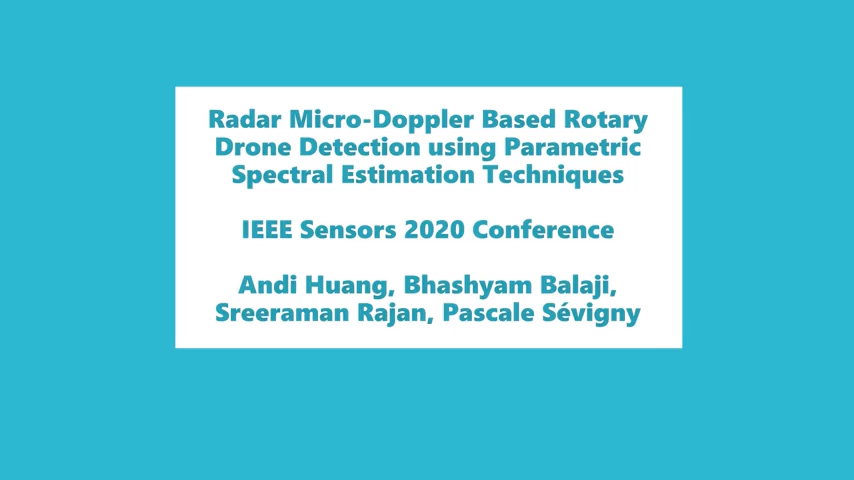 Radar Micro-Doppler Based Rotary
Drone Detection using Parametric
Spectral Estimation Techniques
IEEE Sensors 2020 Conference
Andi Huang, Bhashyam Balaji,
Sreeraman Rajan, Pascale Sévigny